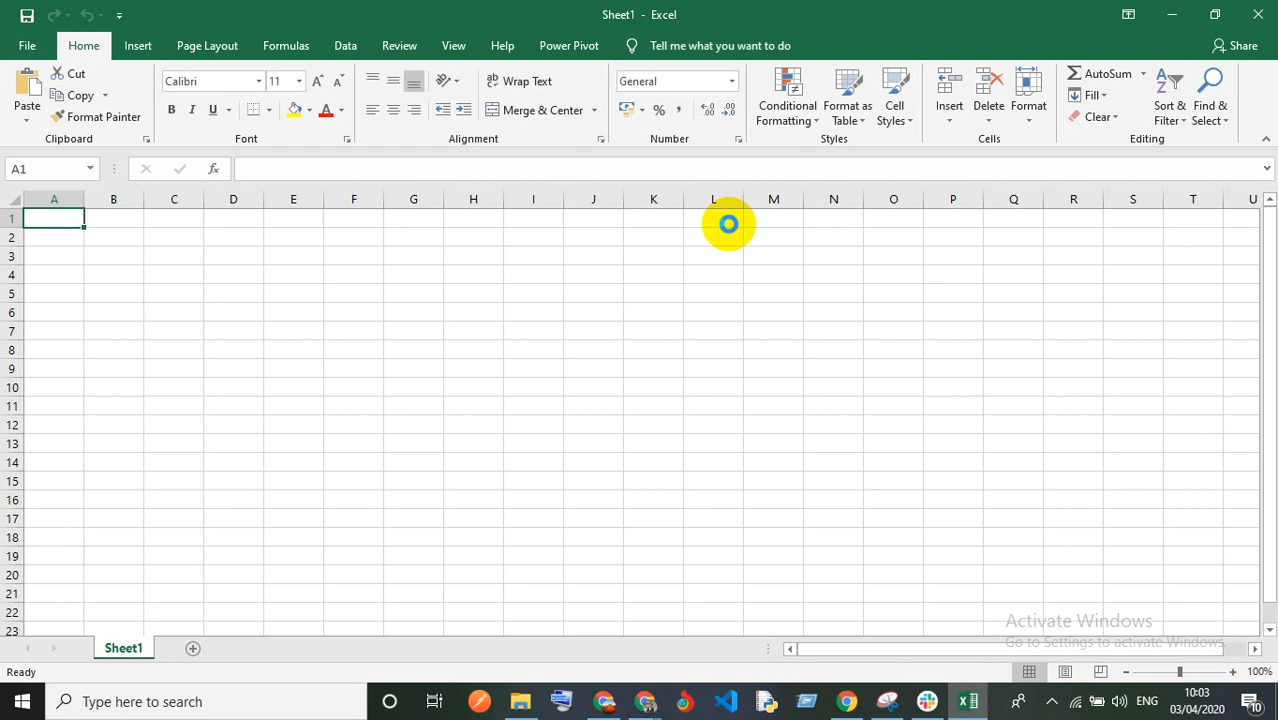 Sheet1 - Excel
File Home Insert Page Layout Formulas Data Review View Help Power Pivot Tell me what you want to do Share
Paste
Cut
Copy
Format Painter
Clipboard
Calibri 11
B I U A
Font
ab Wrap Text
Merge & Center
Alignment
General
% ,
Number
Conditional Formatting
Format as Table
Cell Styles
Styles
Insert Delete Format
Cells
AutoSum
Fill
Clear
Sort & Filter
Find & Select
Editing
A1 fx
A B C D E F G H I J K L M N O P Q R S T U
1
2
3
4
5
6
7
8
9
10
11
12
13
14
15
16
17
18
19
20
21
22
23
Activate Windows
Go to Settings to activate Windows.
Sheet1
Ready 100%
Type here to search
ENG
10:03
03/04/2020
10